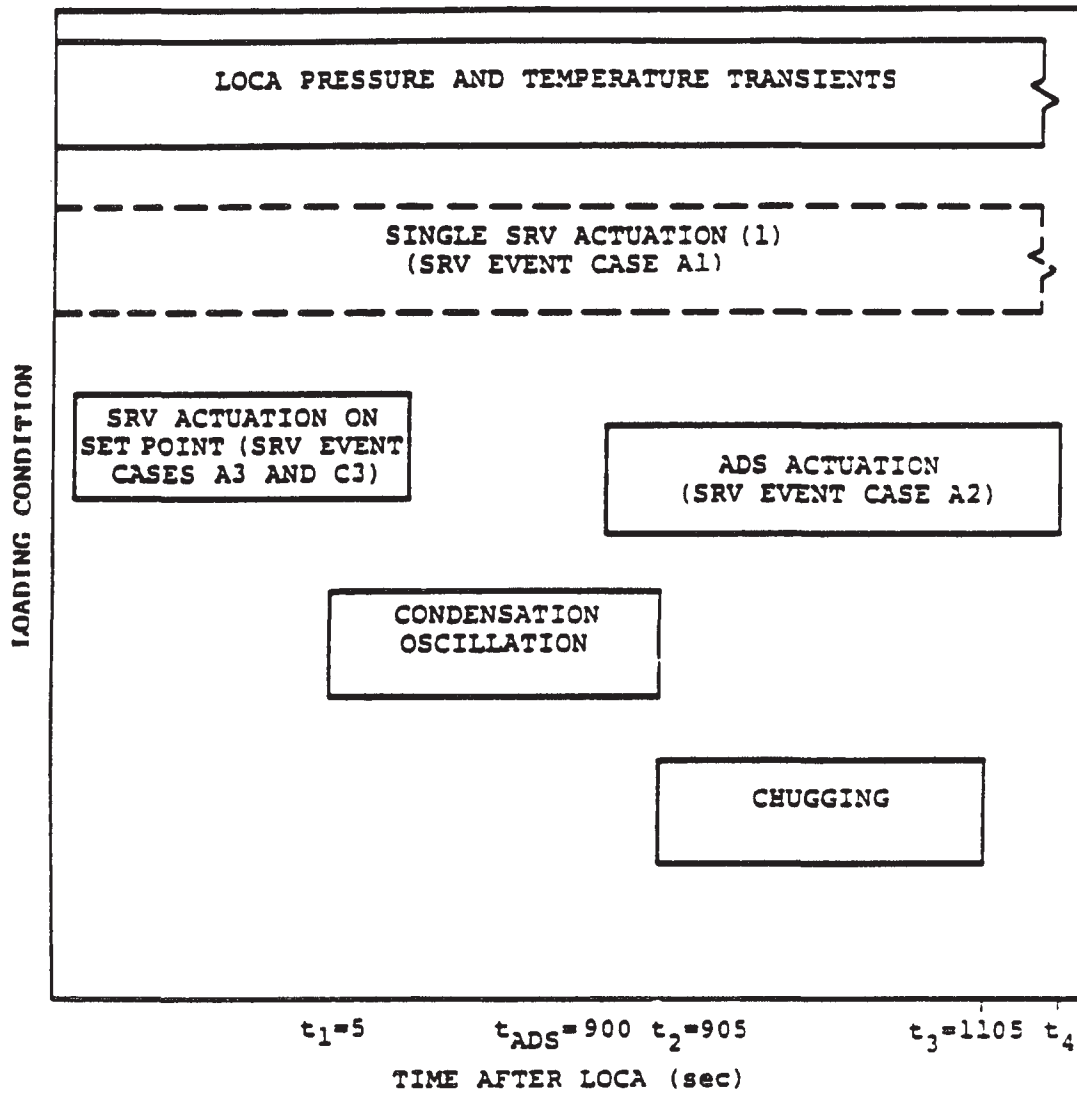 LOCA PRESSURE AND TEMPERATURE TRANSIENTS
SINGLE SRV ACTUATION (1)
(SRV EVENT CASE A1)
SRV ACTUATION ON
SET POINT (SRV EVENT
CASES A3 AND C3)
ADS ACTUATION
(SRV EVENT CASE A2)
CONDENSATION
OSCILLATION
CHUGGING
LOADING CONDITION
t1=5 tADS=900 t2=905 t3=1105 t4
TIME AFTER LOCA (sec)